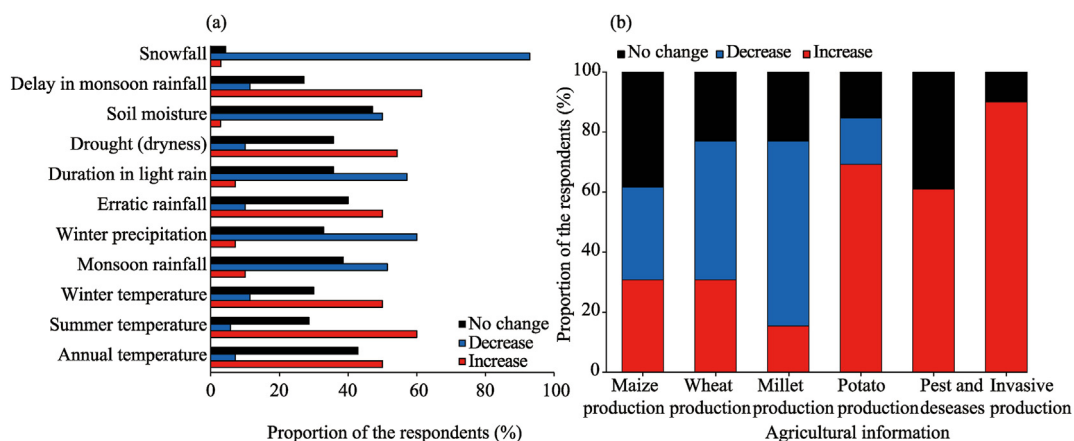 (a)
Snowfall
Delay in monsoon rainfall
Soil moisture
Drought (dryness)
Duration in light rain
Erratic rainfall
Winter precipitation
Monsoon rainfall
Winter temperature
Summer temperature
Annual temperature
No change
Decrease
Increase
0 20 40 60 80 100
Proportion of the respondents (%)
(b)
No change Decrease Increase
Proportion of the respondents (%)
100
80
60
40
20
0
Maize production
Wheat production
Millet production
Potato production
Pest and deseases
Invasive production
Agricultural information